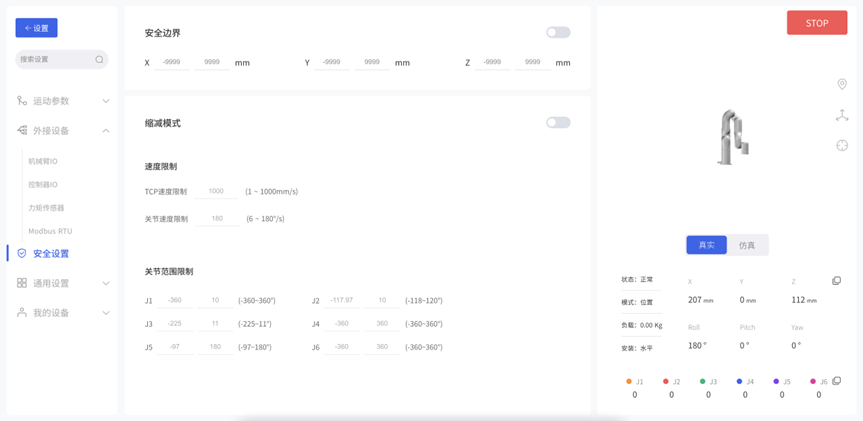 ← 设置
搜索设置
运动参数
外接设备
机械臂IO
控制器IO
力矩传感器
Modbus RTU
安全设置
通用设置
我的设备
安全边界
X -9999 9999 mm Y -9999 9999 mm Z -9999 9999 mm
缩减模式
速度限制
TCP速度限制 1000 (1 ~ 1000mm/s)
关节速度限制 180 (6 ~ 180°/s)
关节范围限制
J1 -360 10 (-360~360°) J2 -117.97 10 (-118~120°)
J3 -225 11 (-225~11°) J4 -360 360 (-360~360°)
J5 -97 180 (-97~180°) J6 -360 360 (-360~360°)
STOP
真实 仿真
状态: 正常
模式: 位置
负载: 0.00 Kg
安装: 水平
X Y Z
207 mm 0 mm 112 mm
Roll Pitch Yaw
180 ° 0 ° 0 °
J1 J2 J3 J4 J5 J6
0 0 0 0 0 0